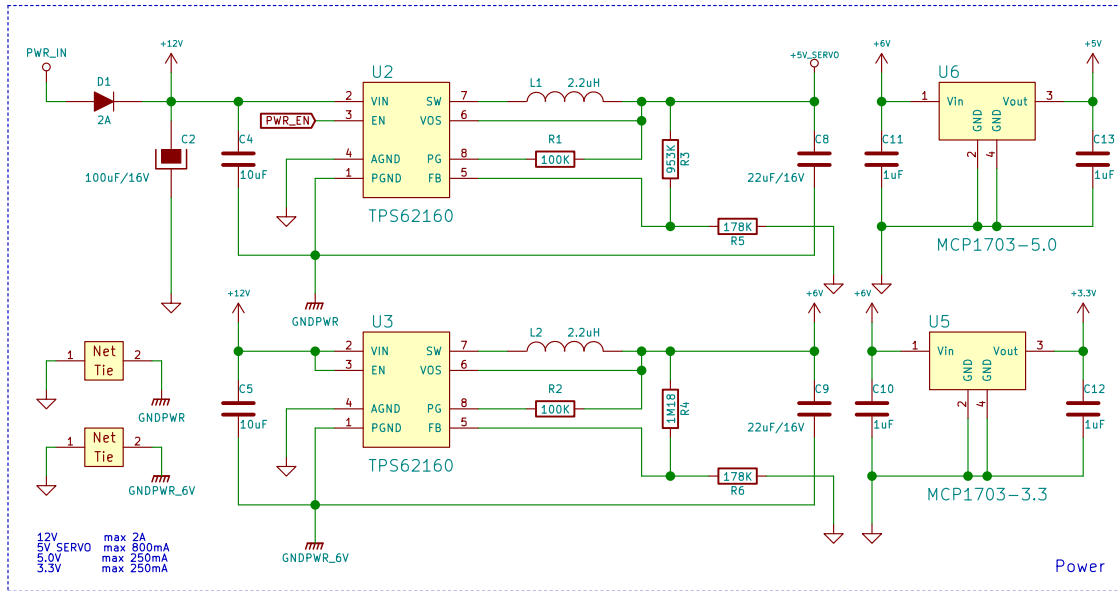 PWR_IN
D1
2A
+12V
C2
100uF/16V
C4
10uF
PWR_EN
U2
2 VIN SW 7
3 EN VOS 6
4 AGND PG 8
1 PGND FB 5
TPS62160
L1 2.2uH
R1
100K
953K
R3
178K
R5
+5V_SERVO
C8
22uF/16V
GNDPWR
+6V
C11
1uF
U6
1 Vin Vout 3
GND GND
2 4
MCP1703-5.0
+5V
C13
1uF
+12V
C5
10uF
U3
2 VIN SW 7
3 EN VOS 6
4 AGND PG 8
1 PGND FB 5
TPS62160
L2 2.2uH
R2
100K
1M18
R4
178K
R6
+6V
C9
22uF/16V
GNDPWR_6V
+6V
C10
1uF
U5
1 Vin Vout 3
GND GND
2 4
MCP1703-3.3
+3.3V
C12
1uF
1 Net Tie 2
GNDPWR
1 Net Tie 2
GNDPWR_6V
12V max 2A
5V SERVO max 800mA
5.0V max 250mA
3.3V max 250mA
Power